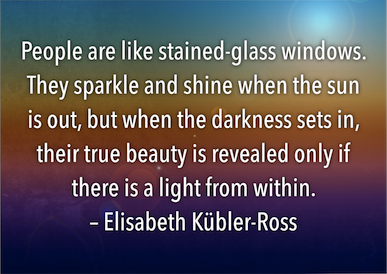 People are like stained-glass windows.
They sparkle and shine when the sun
is out, but when the darkness sets in,
their true beauty is revealed only if
there is a light from within.
– Elisabeth Kübler-Ross